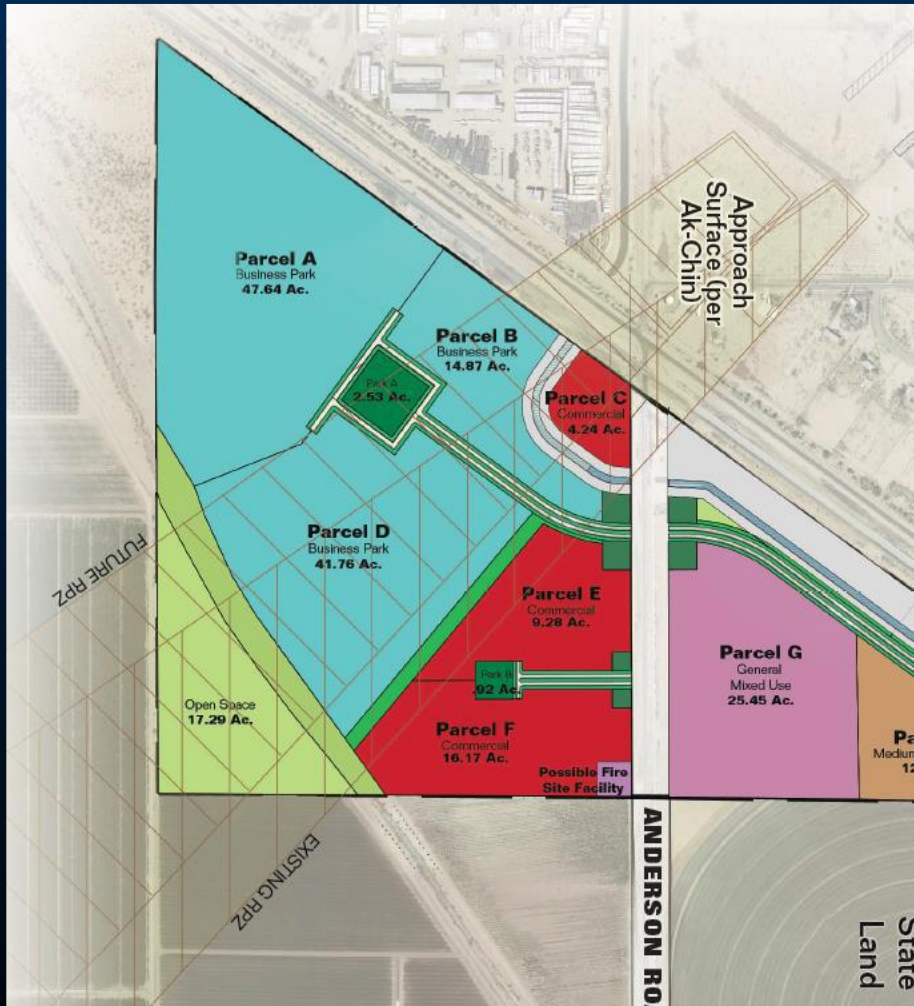 Approach
Surface (per
Ak-Chin)
Parcel A
Business Park
47.64 Ac.
Parcel B
Business Park
14.87 Ac.
Park A
2.53 Ac.
Parcel C
Commercial
4.24 Ac.
Parcel D
Business Park
41.76 Ac.
FUTURE RPZ
Parcel E
Commercial
9.28 Ac.
Parcel G
General
Mixed Use
25.45 Ac.
Park B
.92 Ac.
Open Space
17.29 Ac.
Parcel F
Commercial
16.17 Ac.
Pa
Medium
12
Possible Fire
Site Facility
EXISTING RPZ
ANDERSON RO
State
Land